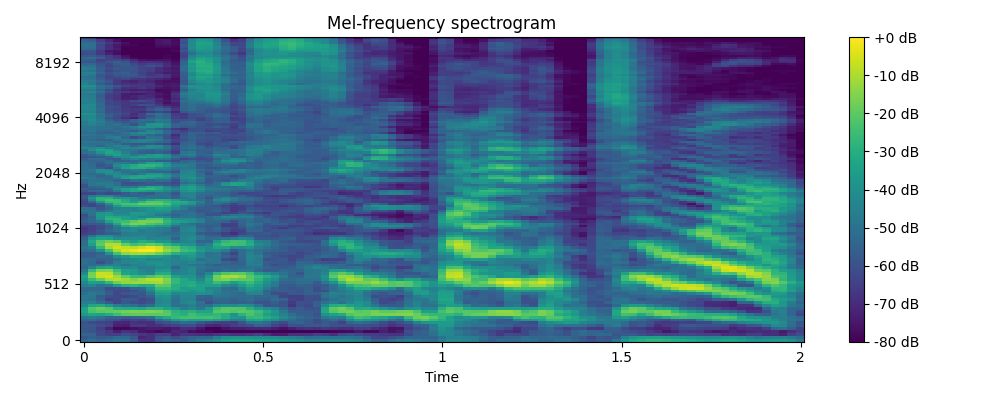 Mel-frequency spectrogram
+0 dB
8192
-10 dB
4096
-20 dB
-30 dB
2048
-40 dB
Hz
1024
-50 dB
-60 dB
512
-70 dB
0
-80 dB
0
0.5
1
1.5
2
Time